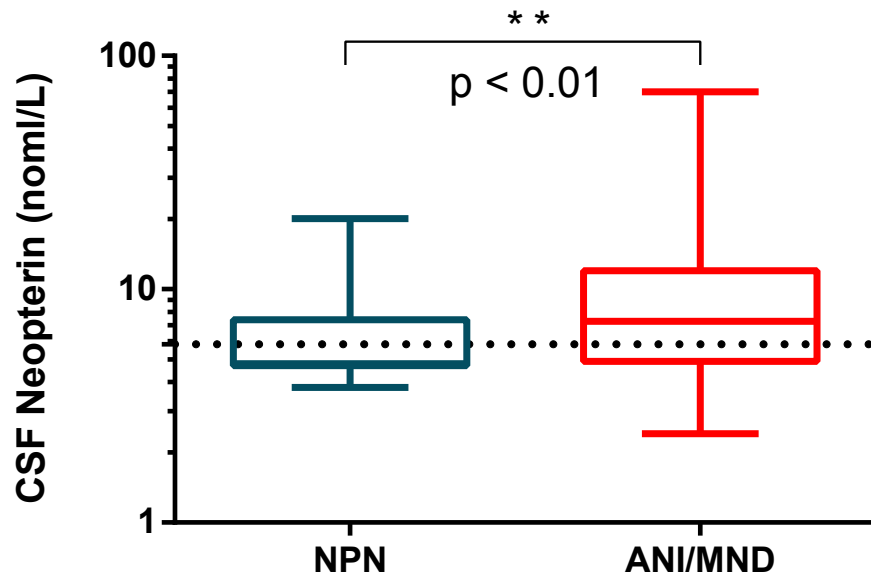 * *
p < 0.01
CSF Neopterin (noml/L)
100
10
1
NPN
ANI/MND